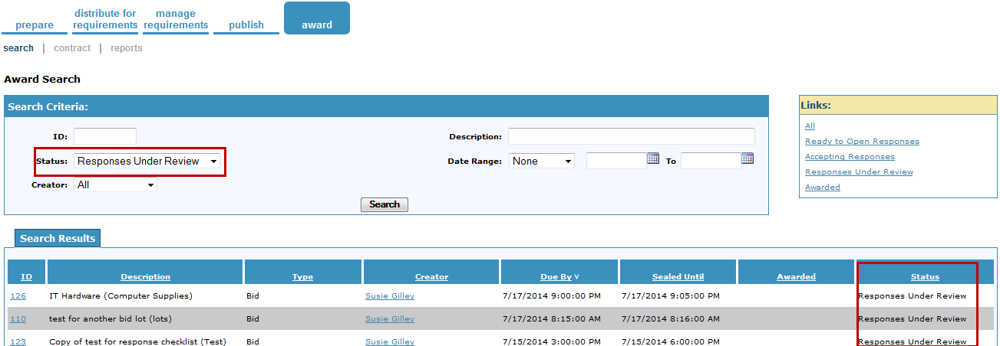 prepare distribute for requirements manage requirements publish award
search | contract | reports
Award Search
Search Criteria:
Links:
ID: Description:
All
Status: Responses Under Review Date Range: None To
Ready to Open Responses
Accepting Responses
Responses Under Review
Creator: All
Awarded
Search
Search Results
ID Description Type Creator Due By v Sealed Until Awarded Status
126 IT Hardware (Computer Supplies) Bid Susie Gilley 7/17/2014 9:00:00 PM 7/17/2014 9:05:00 PM Responses Under Review
110 test for another bid lot (lots) Bid Susie Gilley 7/17/2014 8:15:00 AM 7/17/2014 8:16:00 AM Responses Under Review
123 Copy of test for response checklist (Test) Bid Susie Gilley 7/15/2014 3:00:00 PM 7/15/2014 6:00:00 PM Responses Under Review